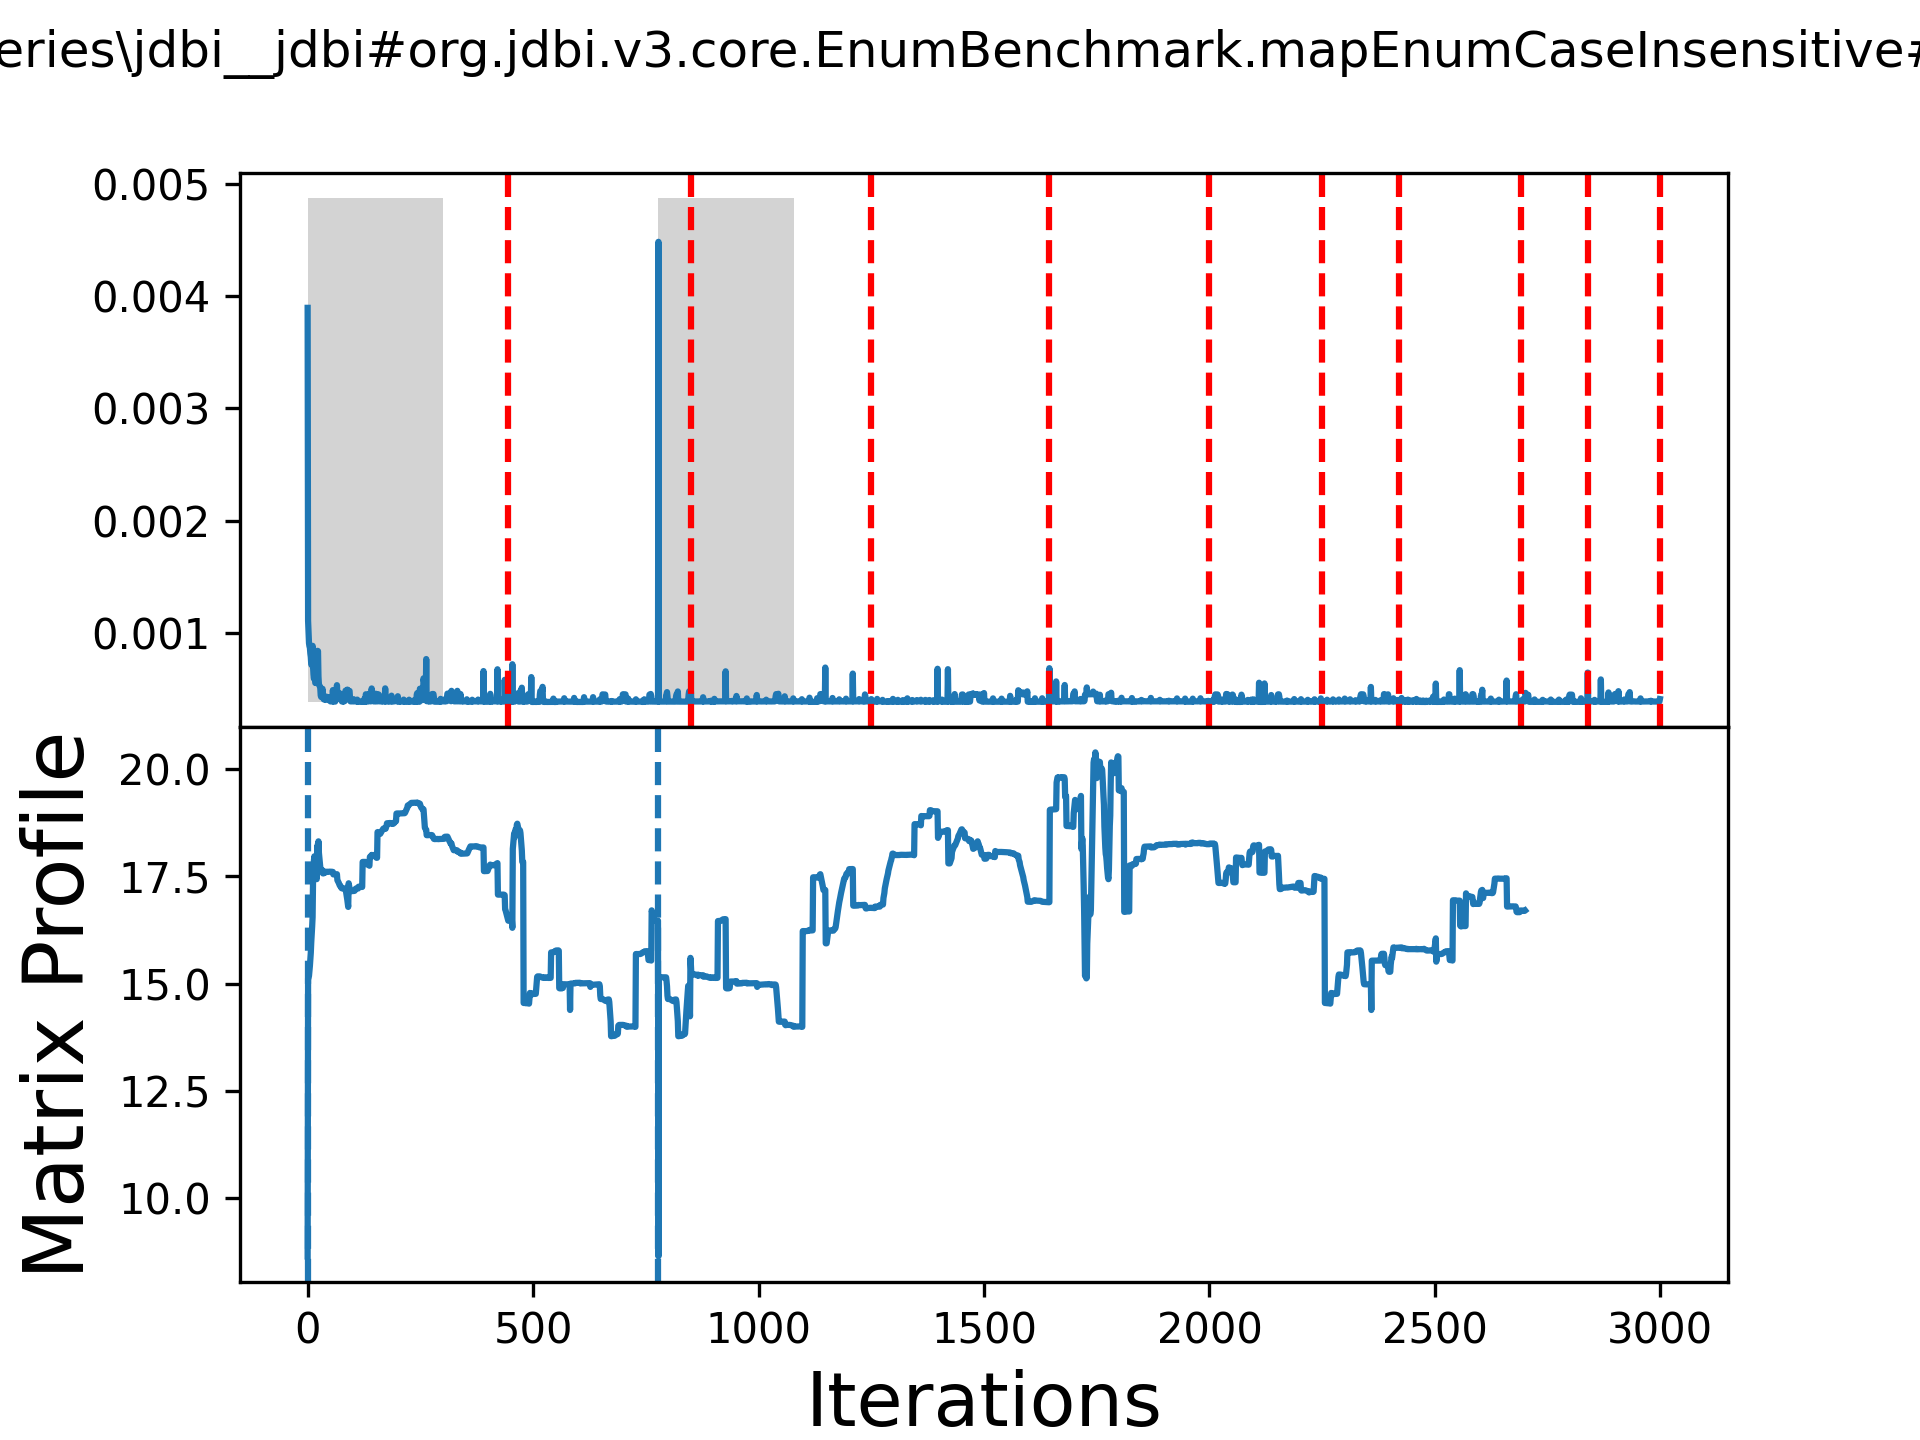 eries\jdbi__jdbi#org.jdbi.v3.core.EnumBenchmark.mapEnumCaseInsensitive#
0.005
0.004
0.003
0.002
0.001
Matrix Profile
20.0
17.5
15.0
12.5
10.0
0 500 1000 1500 2000 2500 3000
Iterations